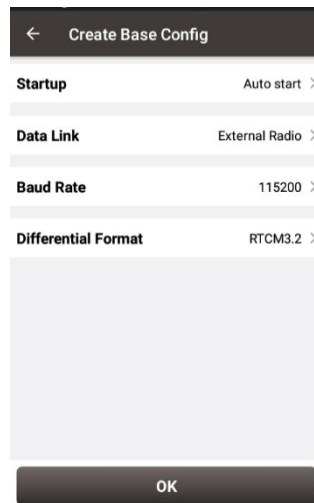 Create Base Config
Startup Auto start
Data Link External Radio
Baud Rate 115200
Differential Format RTCM3.2
OK